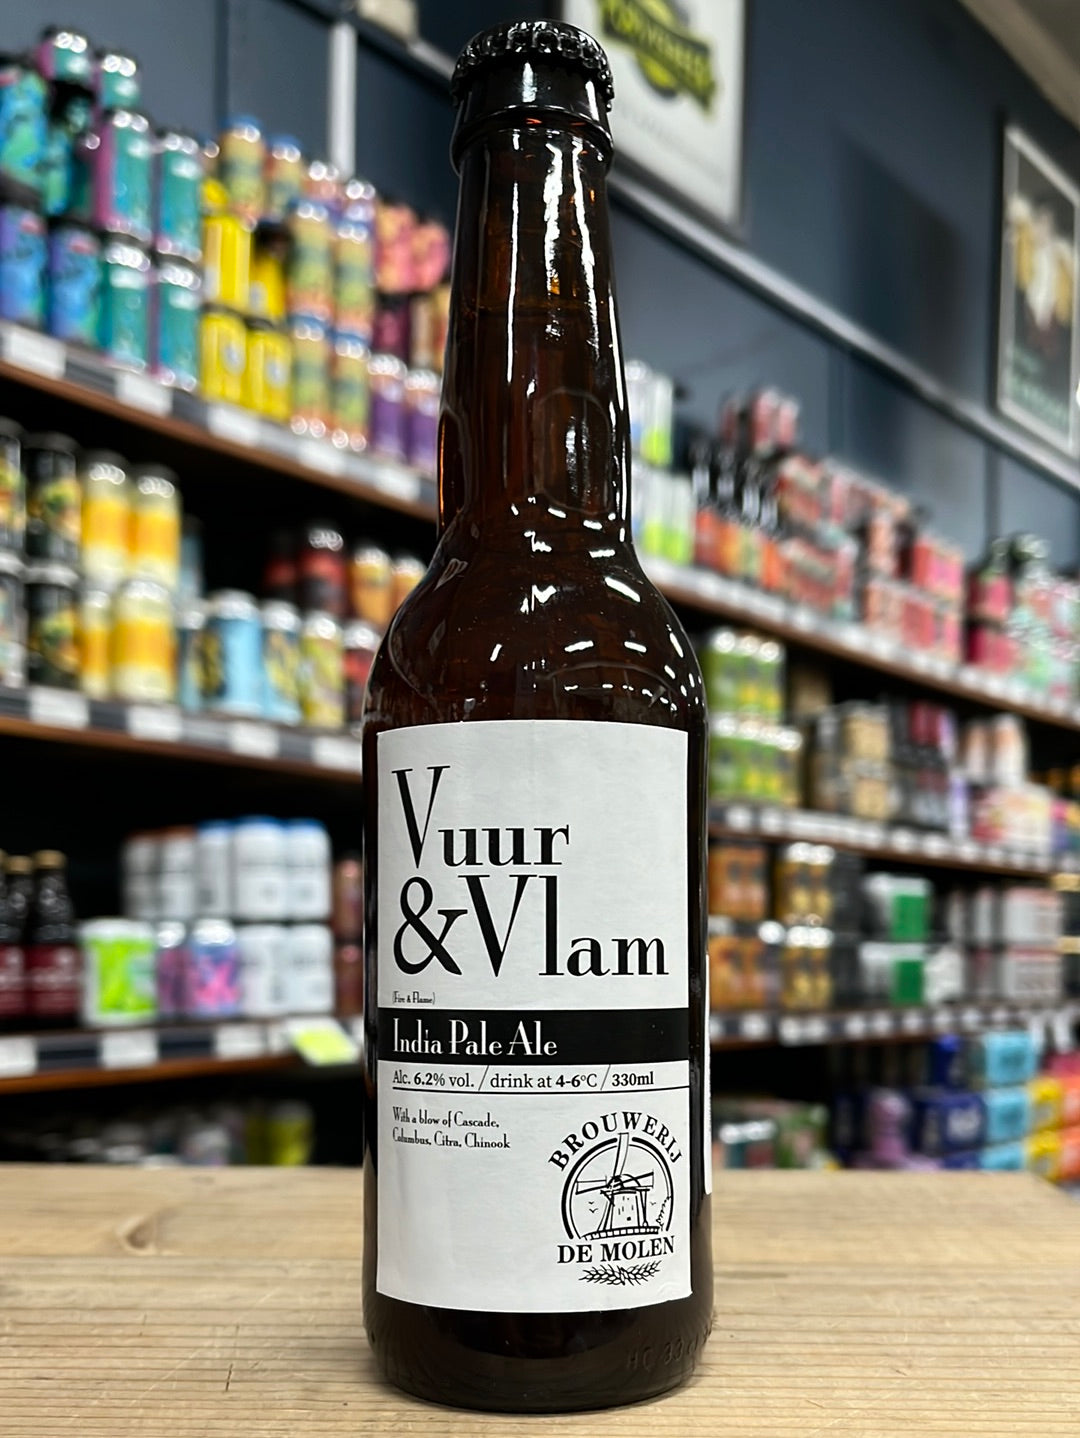 Vuur
&Vlam
(Fire & Flame)
India Pale Ale
Alc. 6.2% vol. / drink at 4-6°C / 330ml
With a blow of Cascade,
Columbus, Citra, Chinook
BROUWERIJ
DE MOLEN